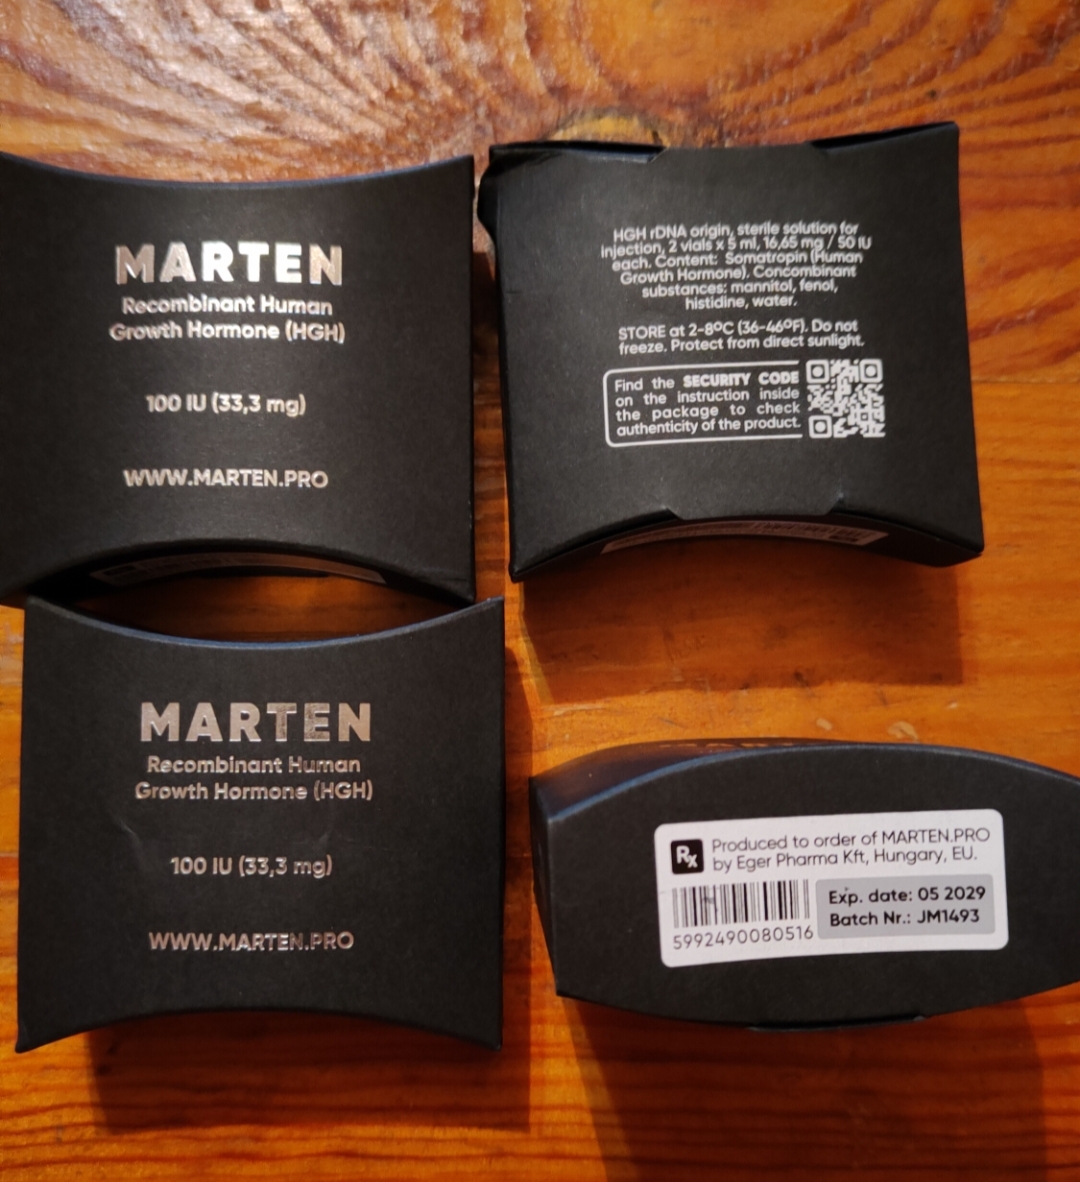 MARTEN
Recombinant Human
Growth Hormone (HGH)
100 IU (33,3 mg)
WWW.MARTEN.PRO
HGH rDNA origin, sterile solution for
injection, 2 vials x 5 ml, 16,65 mg / 50 IU
each. Content: Somatropin (Human
Growth Hormone). Concombinant
substances: mannitol, fenol,
histidine, water.
STORE at 2-8ºC (36-46ºF). Do not
freeze. Protect from direct sunlight.
Find the SECURITY CODE
on the instruction inside
the package to check
authenticity of the product.
MARTEN
Recombinant Human
Growth Hormone (HGH)
100 IU (33,3 mg)
WWW.MARTEN.PRO
Rx Produced to order of MARTEN.PRO
by Eger Pharma Kft, Hungary, EU.
Exp. date: 05 2029
Batch Nr.: JM1493
5992490080516